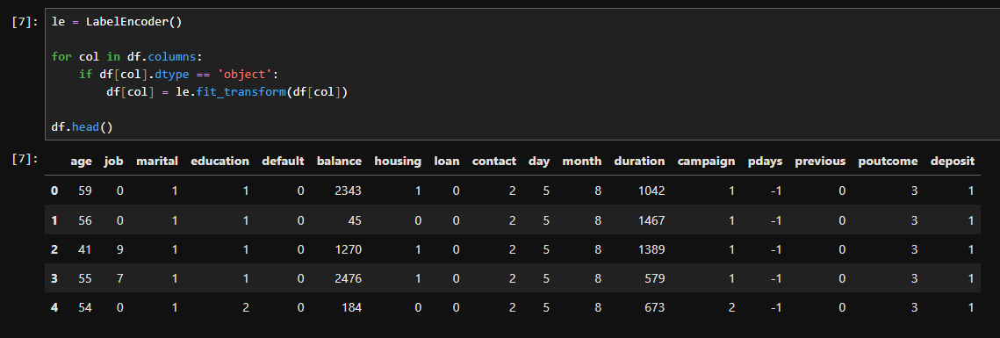 [7]: le = LabelEncoder()
for col in df.columns:
    if df[col].dtype == 'object':
        df[col] = le.fit_transform(df[col])
df.head()
[7]: age job marital education default balance housing loan contact day month duration campaign pdays previous poutcome deposit
0 59 0 1 1 0 2343 1 0 2 5 8 1042 1 -1 0 3 1
1 56 0 1 1 0 45 0 0 2 5 8 1467 1 -1 0 3 1
2 41 9 1 1 0 1270 1 0 2 5 8 1389 1 -1 0 3 1
3 55 7 1 1 0 2476 1 0 2 5 8 579 1 -1 0 3 1
4 54 0 1 2 0 184 0 0 2 5 8 673 2 -1 0 3 1